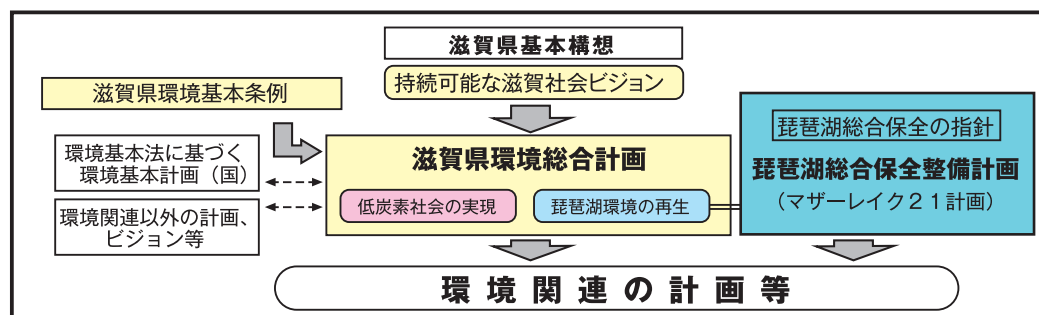 滋賀県基本構想
持続可能な滋賀社会ビジョン
滋賀県環境基本条例
環境基本法に基づく
環境基本計画（国）
環境関連以外の計画、
ビジョン等
滋賀県環境総合計画
低炭素社会の実現
琵琶湖環境の再生
琵琶湖総合保全の指針
琵琶湖総合保全整備計画
（マザーレイク２１計画）
環境関連の計画等